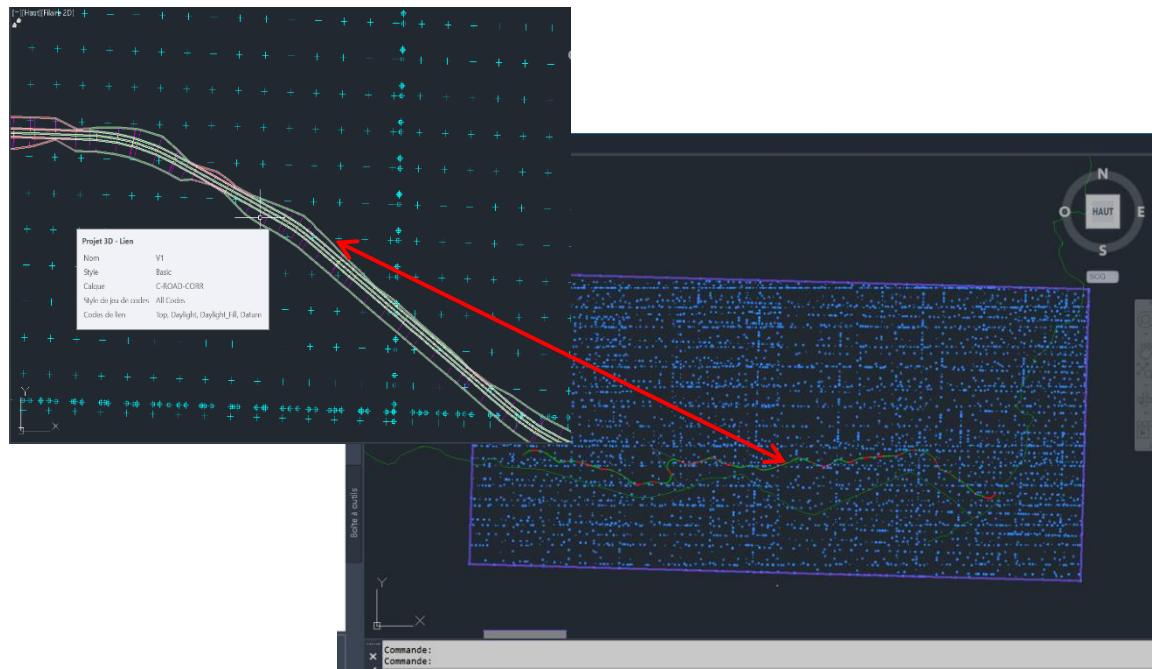 [−][Haut][Filaire 2D]
Projet 3D - Lien
Nom V1
Style Basic
Calque C-ROAD-CORR
Style de jeu de codes All Codes
Codes de lien Top, Daylight, Daylight_Fill, Datum
Y
X
N
O HAUT E
S
SCG
Boîte à outils
Y
X
Commande:
Commande: